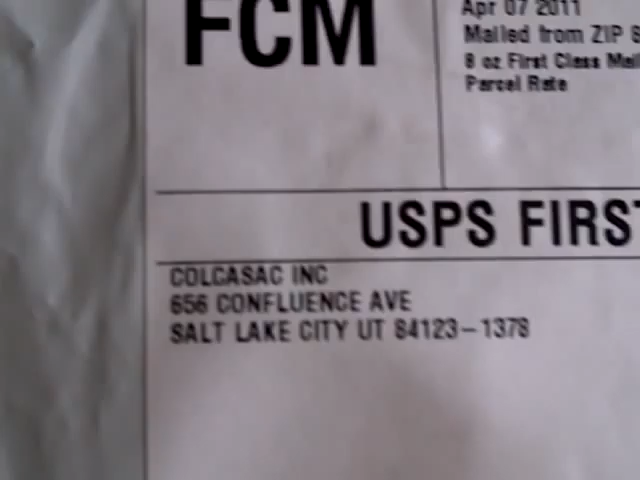 FCM
Apr 07 2011
Mailed from ZIP
8 oz First Class Mail
Parcel Rate
USPS FIRST
COLCASAC INC
656 CONFLUENCE AVE
SALT LAKE CITY UT 84123-1378